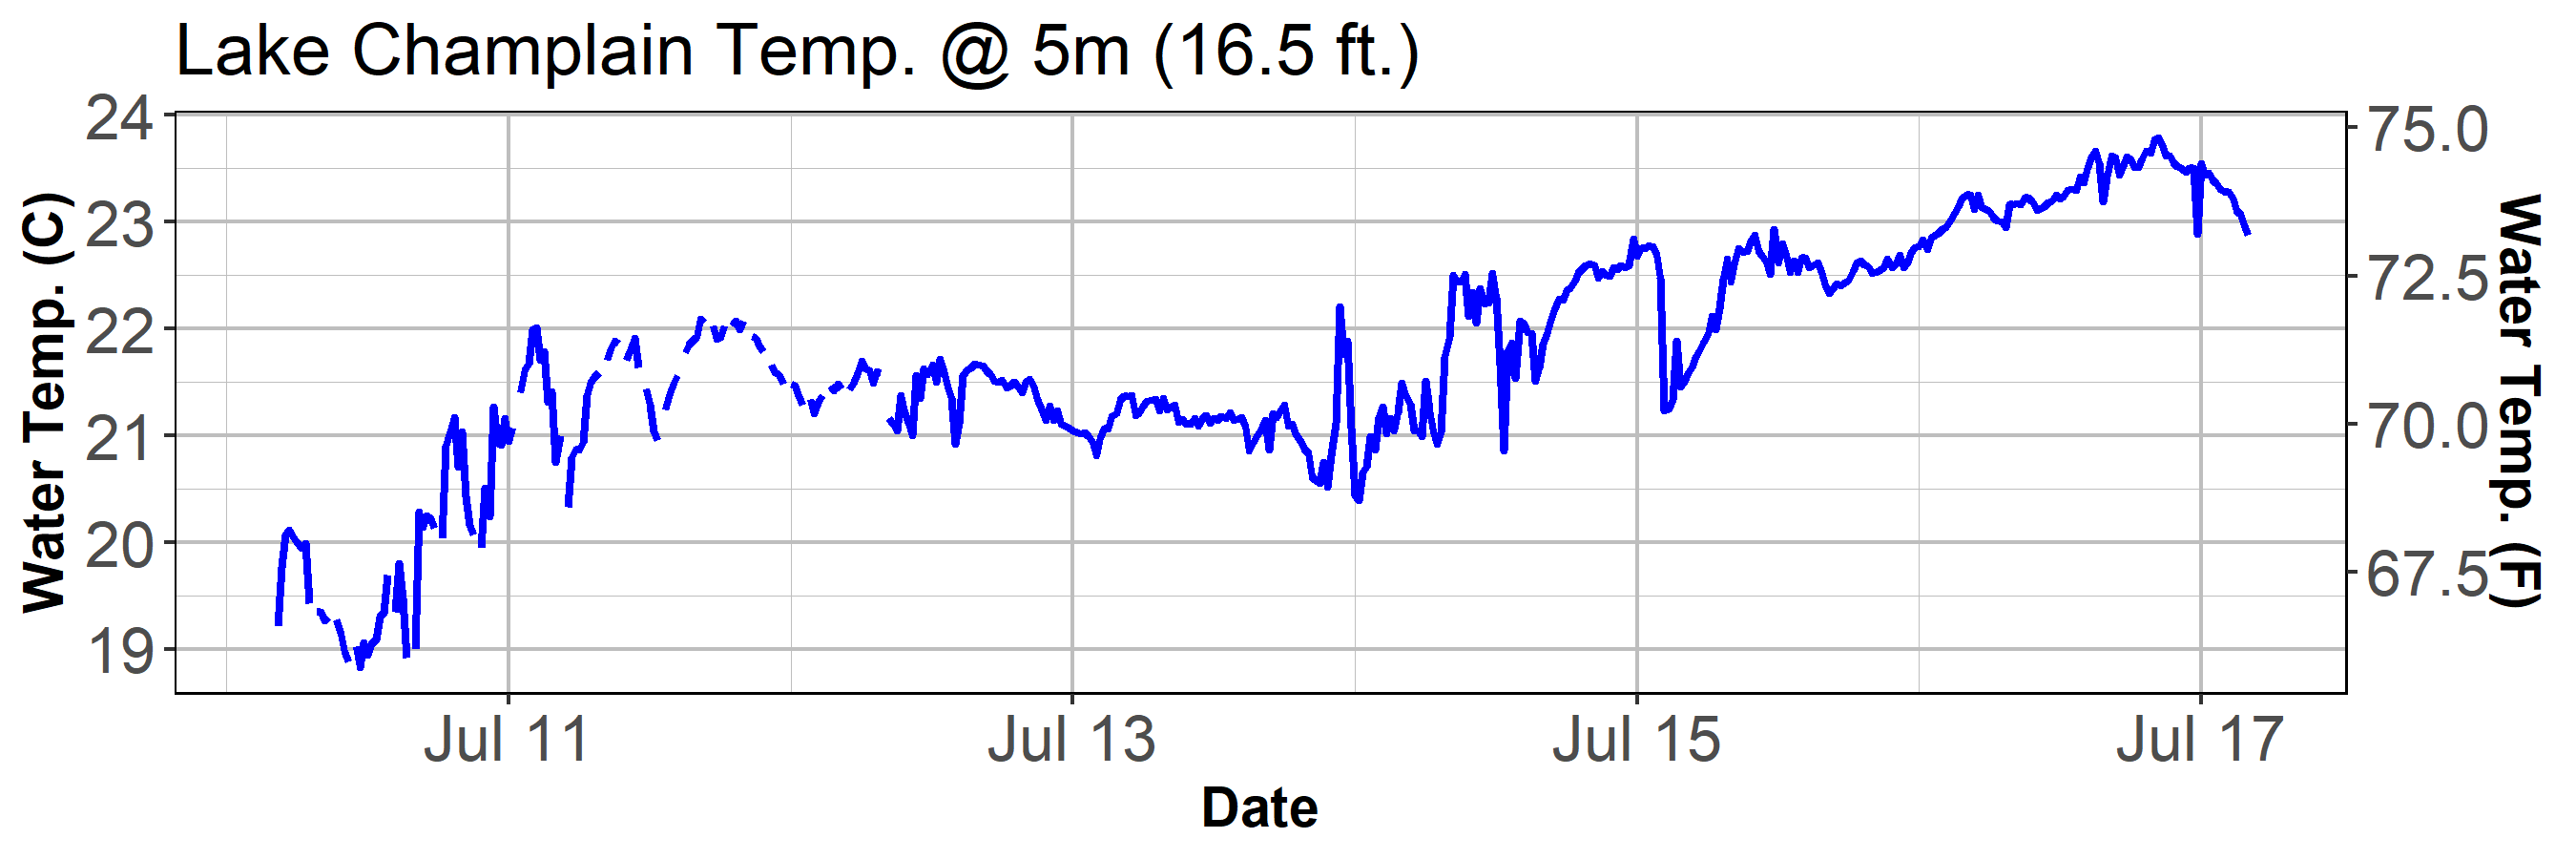 Lake Champlain Temp. @ 5m (16.5 ft.)
Water Temp. (C)
24
23
22
21
20
19
75.0
72.5
70.0
67.5
Water Temp. (F)
Jul 11 Jul 13 Jul 15 Jul 17
Date